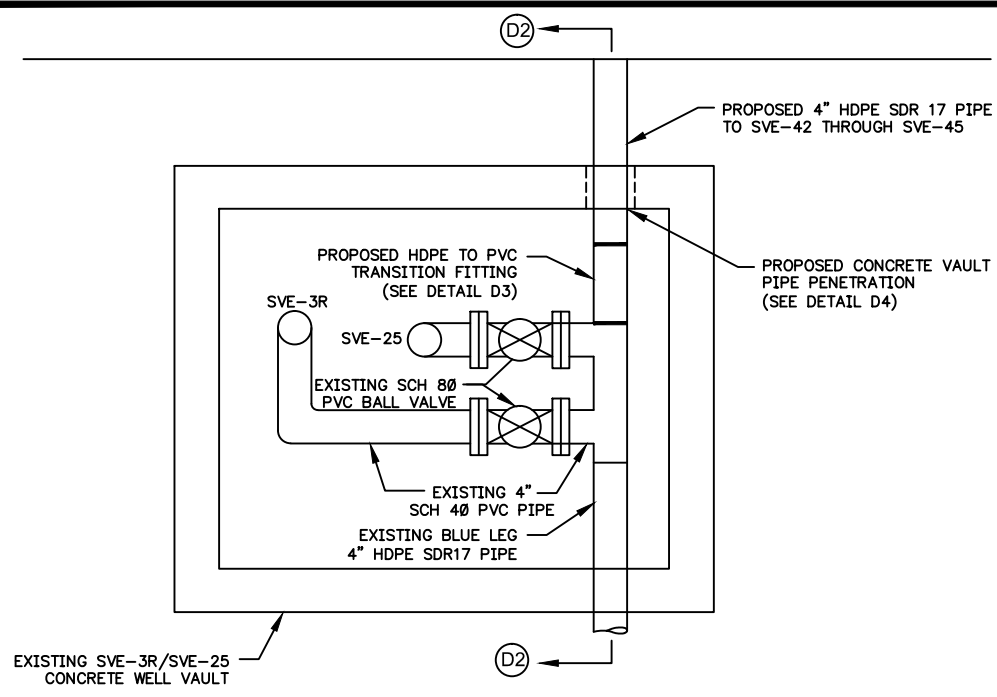 D2
PROPOSED 4" HDPE SDR 17 PIPE
TO SVE-42 THROUGH SVE-45
PROPOSED HDPE TO PVC
TRANSITION FITTING
(SEE DETAIL D3)
PROPOSED CONCRETE VAULT
PIPE PENETRATION
(SEE DETAIL D4)
SVE-3R
SVE-25
EXISTING SCH 80
PVC BALL VALVE
EXISTING 4"
SCH 40 PVC PIPE
EXISTING BLUE LEG
4" HDPE SDR17 PIPE
EXISTING SVE-3R/SVE-25
CONCRETE WELL VAULT
D2